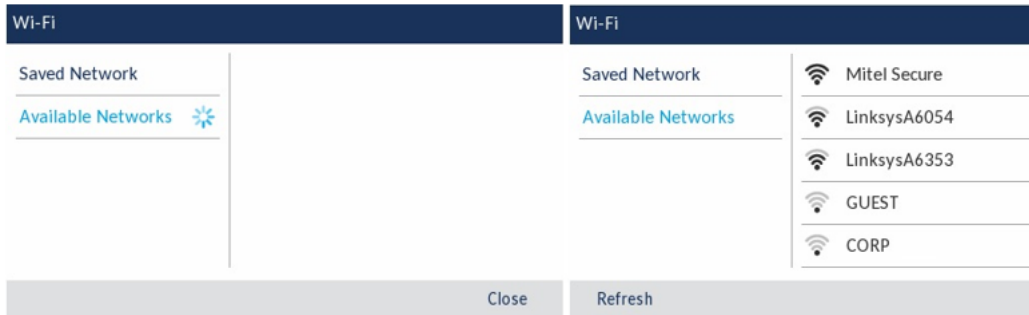 Wi-Fi
Saved Network
Available Networks
Close
Wi-Fi
Saved Network
Available Networks
Mitel Secure
LinksysA6054
LinksysA6353
GUEST
CORP
Refresh